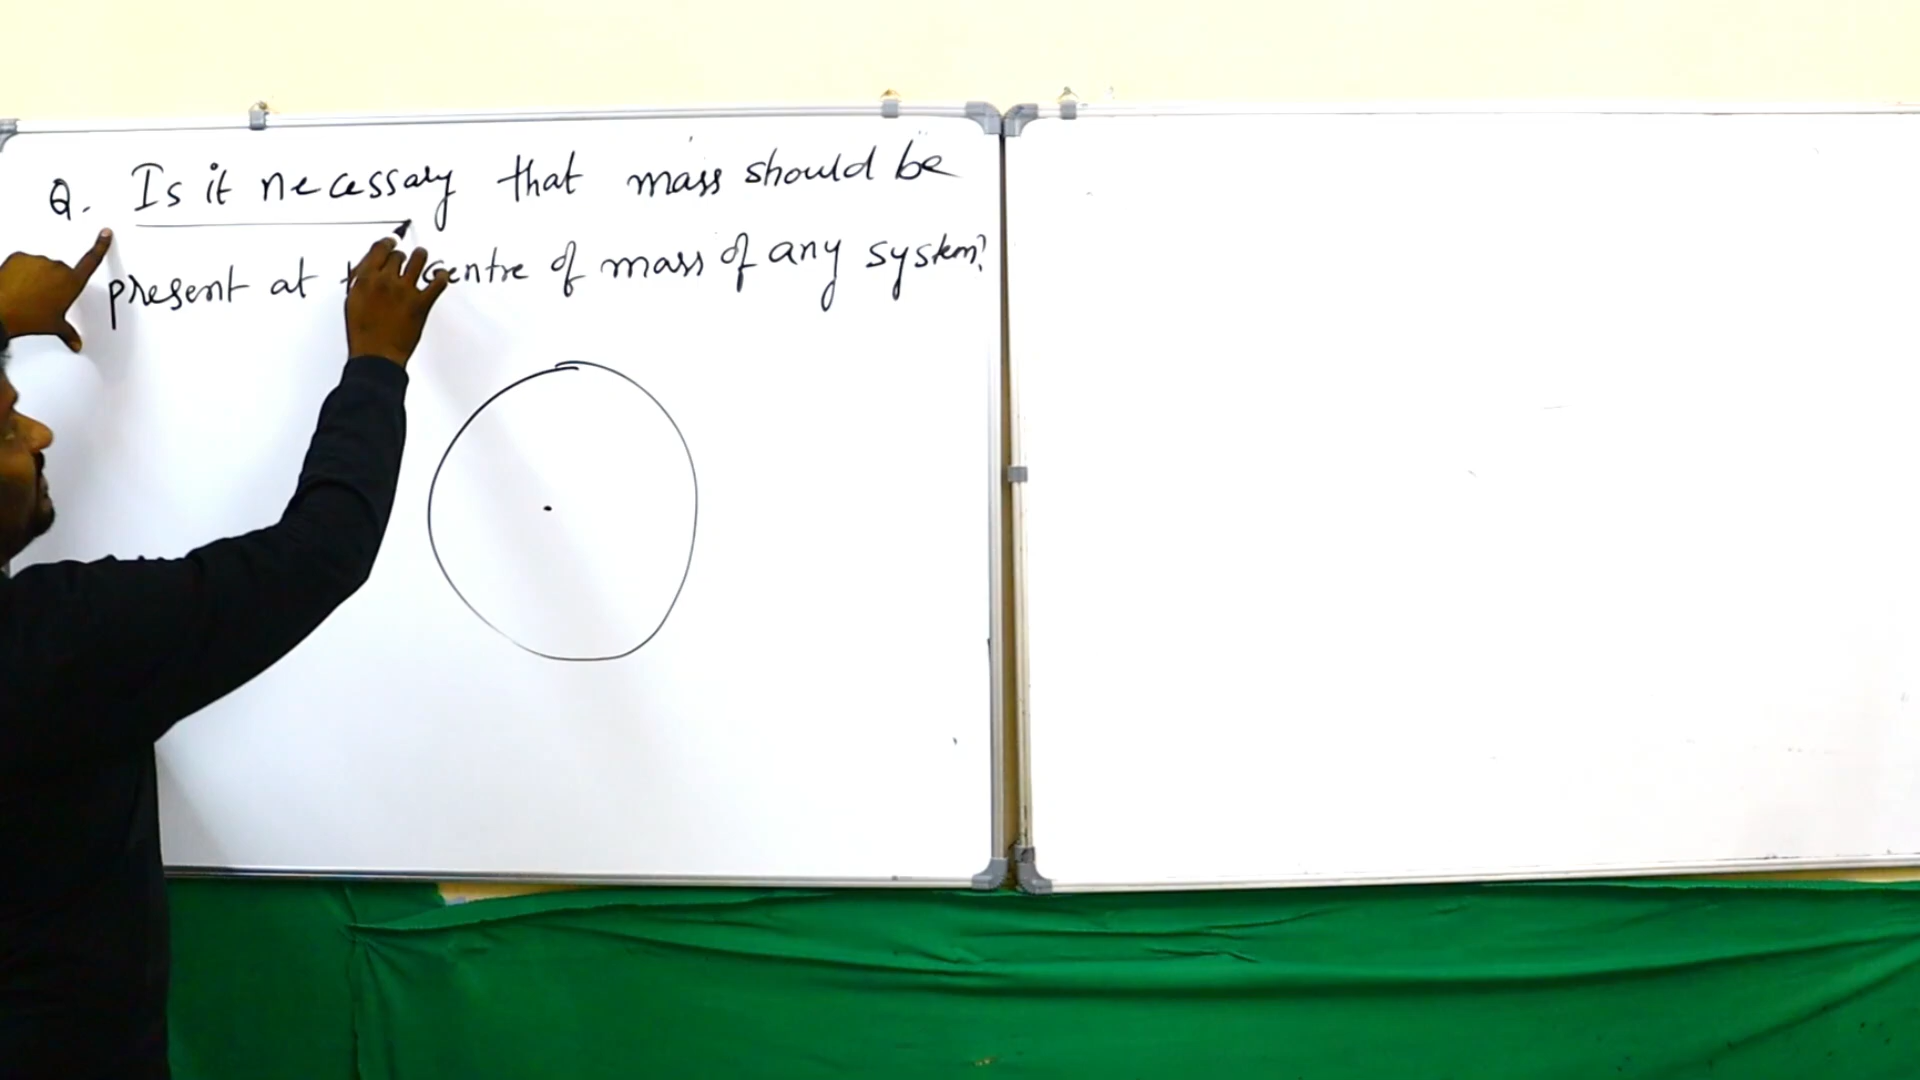 Q. Is it necessary that mass should be
present at centre of mass of any system?